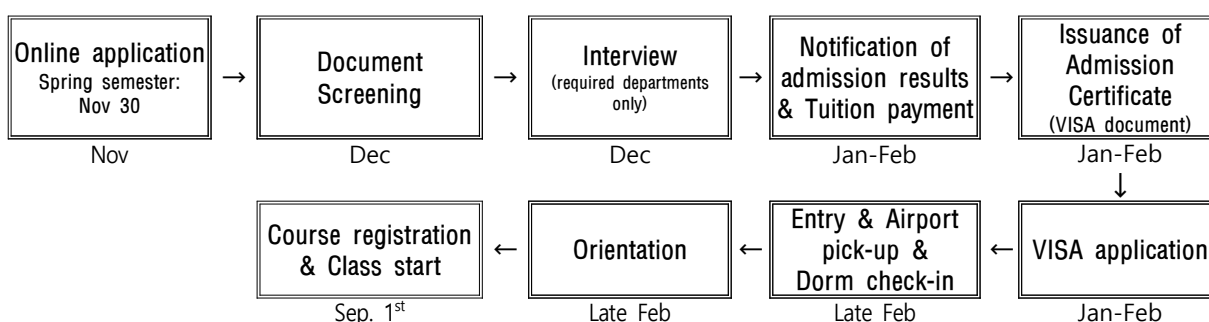 Online application
Spring semester:
Nov 30
→
Document
Screening
→
Interview
(required departments
only)
→
Notification of
admission results
& Tuition payment
→
Issuance of
Admission
Certificate
(VISA document)
Nov
Dec
Dec
Jan-Feb
Jan-Feb
↓
Course registration
& Class start
←
Orientation
←
Entry & Airport
pick-up &
Dorm check-in
←
VISA application
Sep. 1st
Late Feb
Late Feb
Jan-Feb